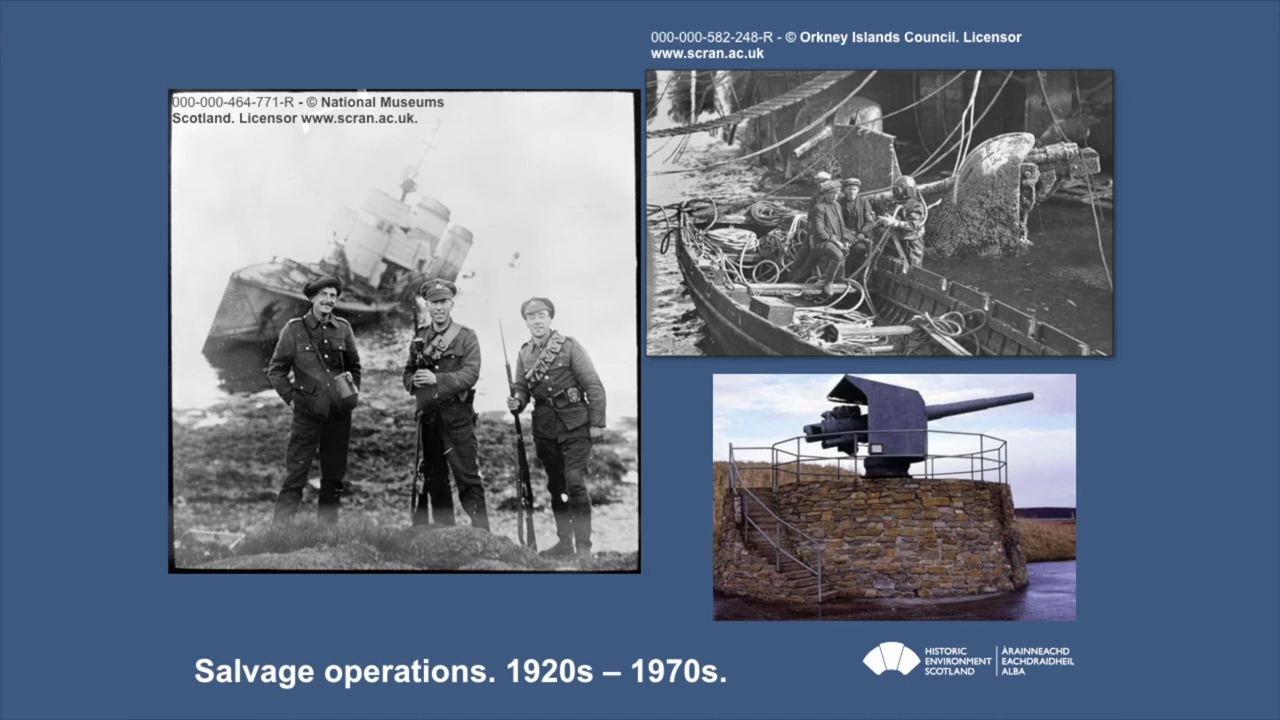 000-000-582-248-R - © Orkney Islands Council. Licensor
www.scran.ac.uk
000-000-464-771-R - © National Museums
Scotland. Licensor www.scran.ac.uk.
Salvage operations. 1920s – 1970s.
HISTORIC
ENVIRONMENT
SCOTLAND
ÀRAINNEACHD
EACHDRAIDHEIL
ALBA